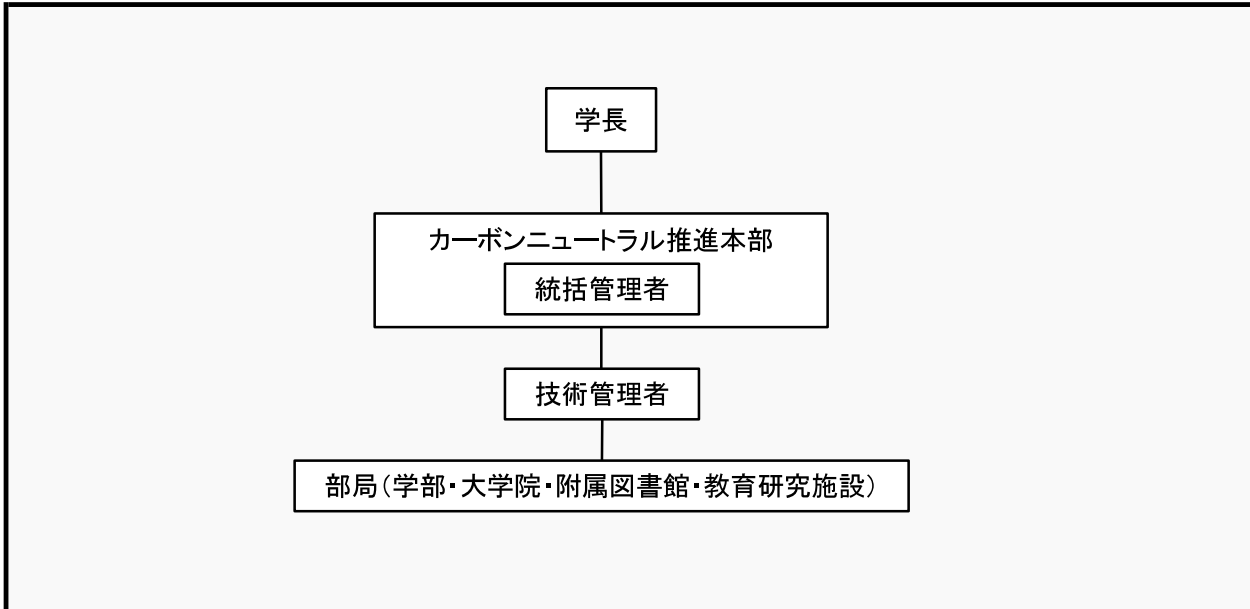 学長
カーボンニュートラル推進本部
統括管理者
技術管理者
部局（学部・大学院・附属図書館・教育研究施設）